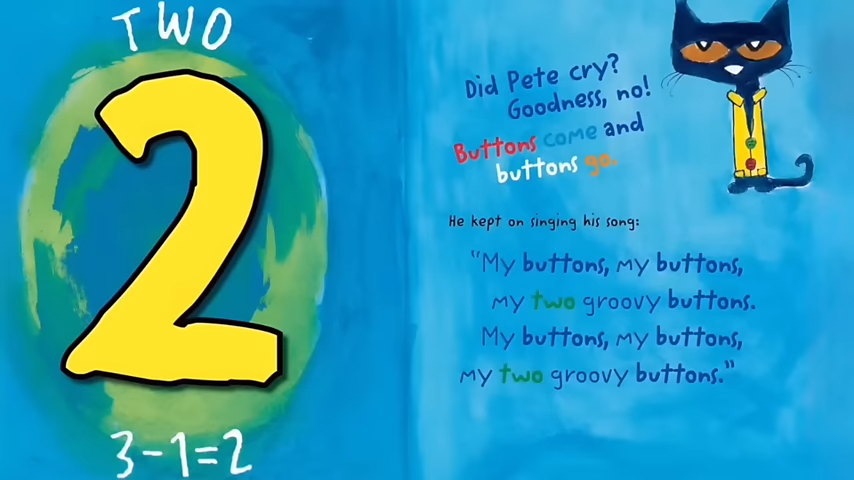 TWO
2
3-1=2
Did Pete cry?
Goodness, no!
Buttons come and
buttons go.
He kept on singing his song:
"My buttons, my buttons,
my two groovy buttons.
My buttons, my buttons,
my two groovy buttons."